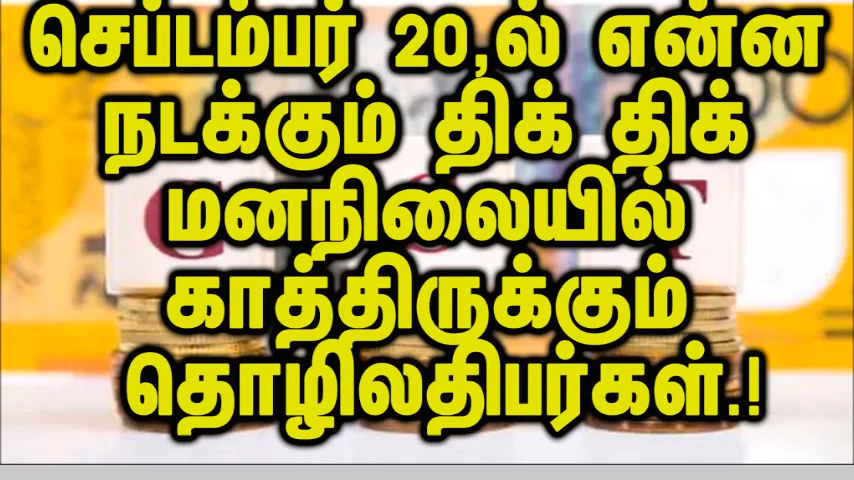 செப்டம்பர் 20,ல் என்ன
நடக்கும் திக் திக்
மனநிலையில்
காத்திருக்கும்
தொழிலதிபர்கள்.!
G T